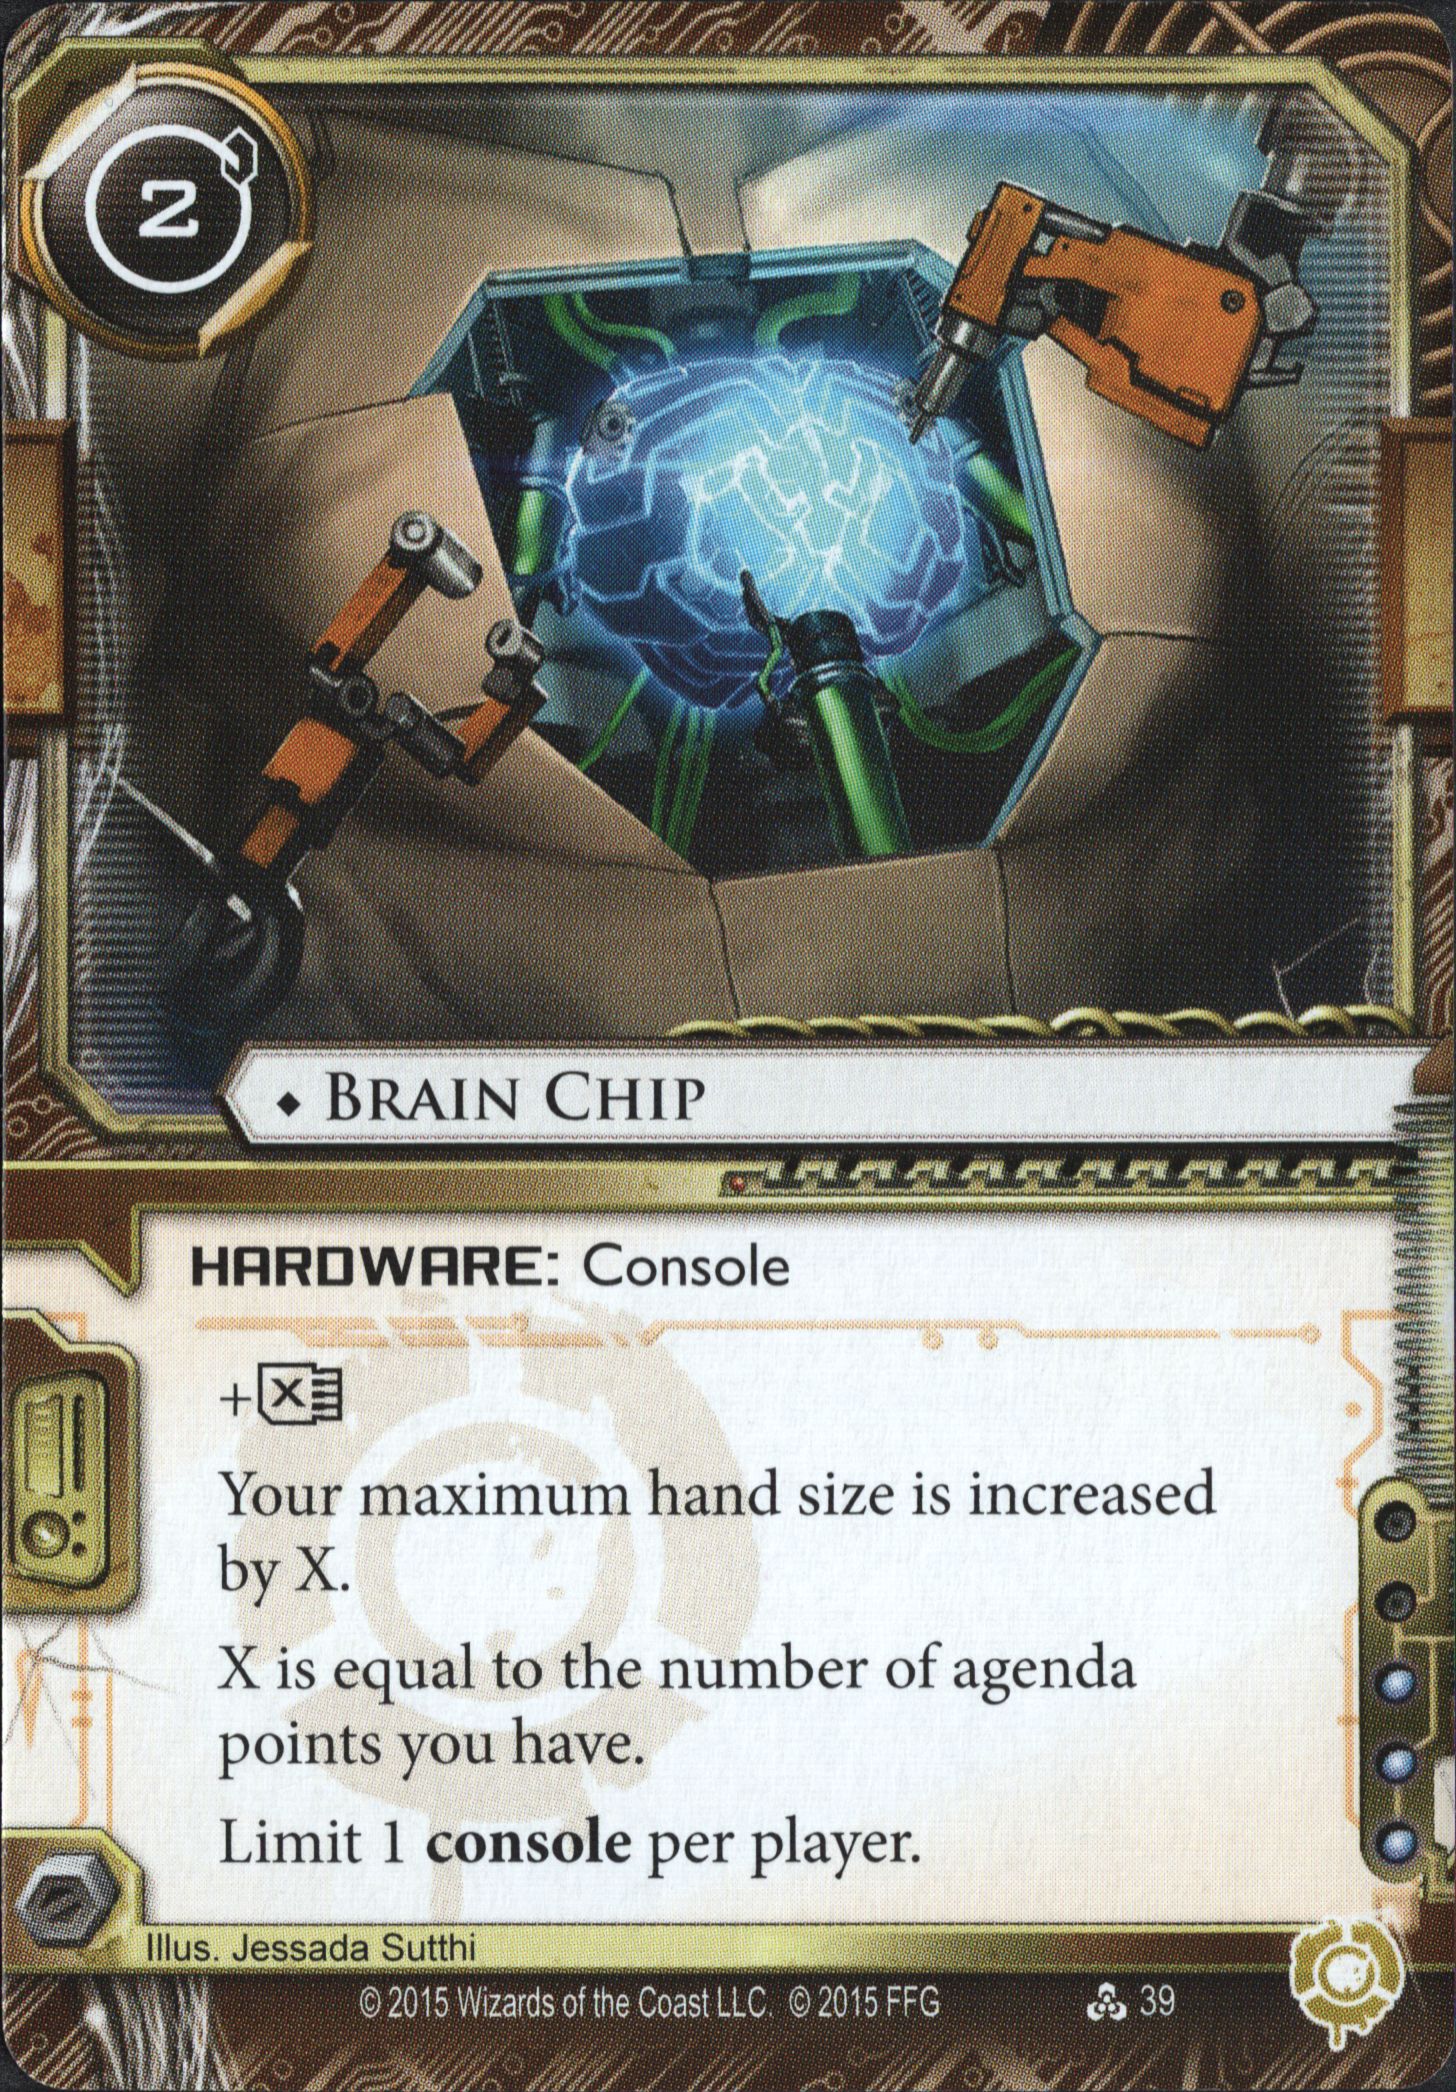 2
◆ BRAIN CHIP
HARDWARE: Console
+X
Your maximum hand size is increased
by X.
X is equal to the number of agenda
points you have.
Limit 1 console per player.
Illus. Jessada Sutthi
© 2015 Wizards of the Coast LLC. © 2015 FFG 39